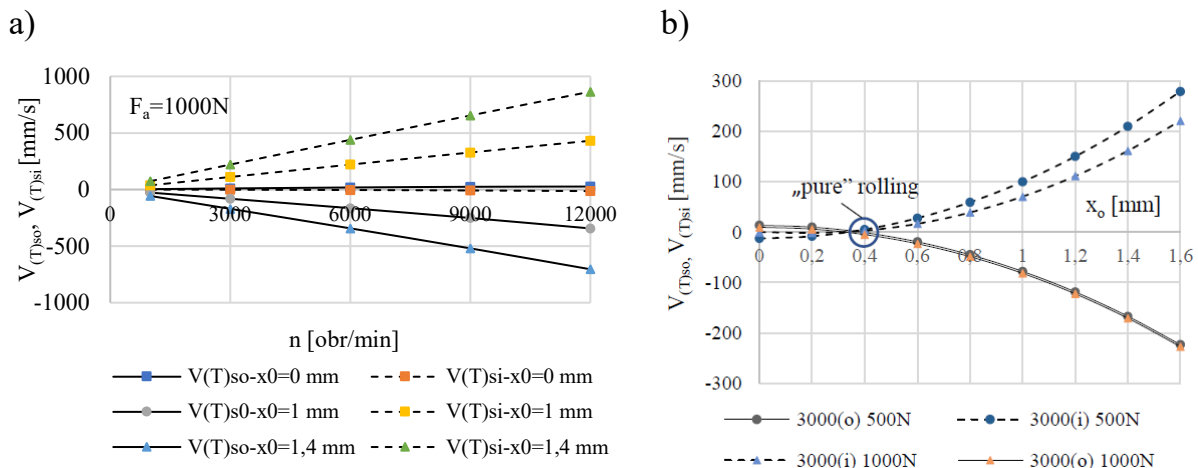 a)
1000
500
0
-500
-1000
V(T)so, V(T)si [mm/s]
Fa=1000N
0
3000
6000
9000
12000
n [obr/min]
V(T)so-x0=0 mm
V(T)si-x0=0 mm
V(T)s0-x0=1 mm
V(T)si-x0=1 mm
V(T)so-x0=1,4 mm
V(T)si-x0=1,4 mm
b)
300
200
100
0
-100
-200
-300
V(T)so, V(T)si [mm/s]
„pure” rolling
xo [mm]
0
0,2
0,4
0,6
0,8
1
1,2
1,4
1,6
3000(o) 500N
3000(i) 500N
3000(i) 1000N
3000(o) 1000N